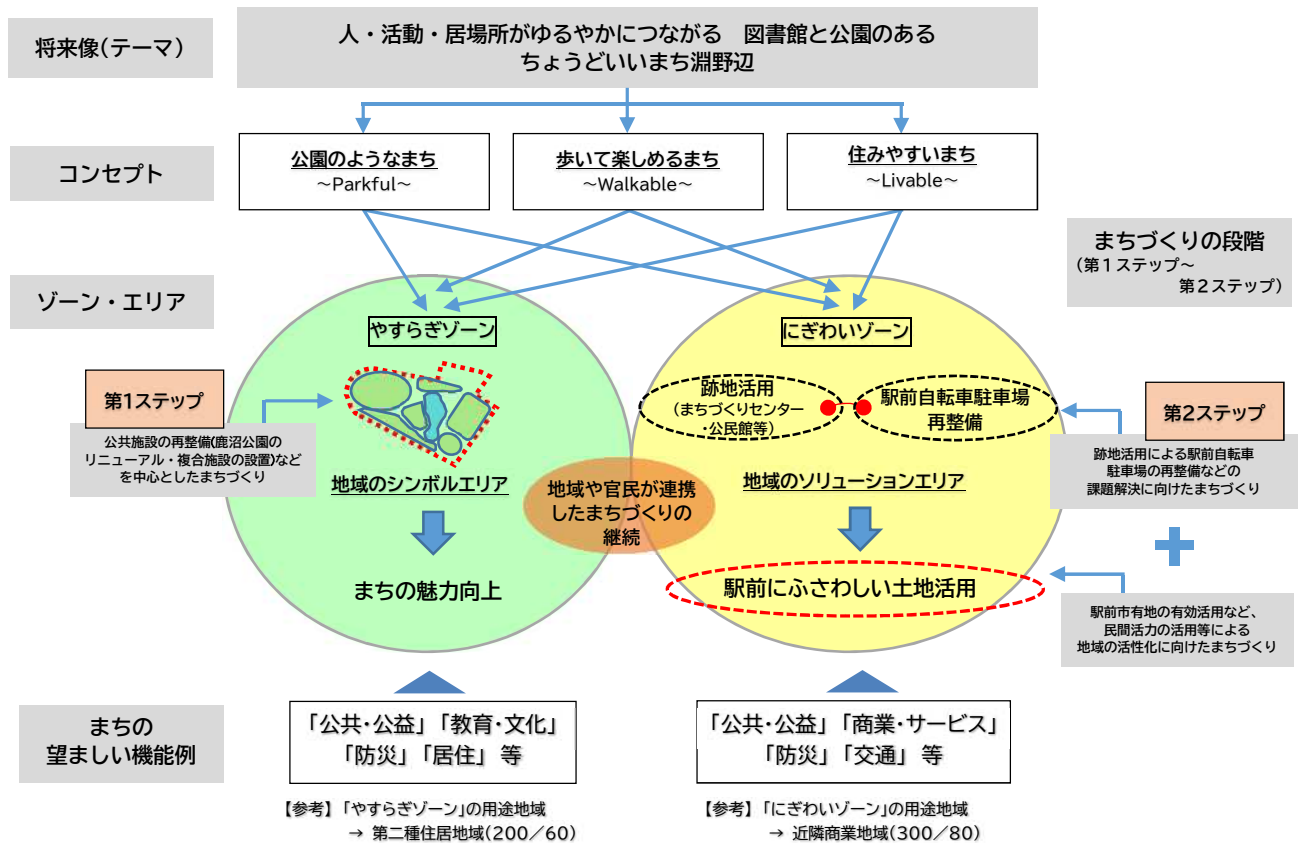 将来像(テーマ)
人・活動・居場所がゆるやかにつながる　図書館と公園のある
ちょうどいいまち淵野辺
コンセプト
公園のようなまち
～Parkful～
歩いて楽しめるまち
～Walkable～
住みやすいまち
～Livable～
まちづくりの段階
(第１ステップ～
第２ステップ)
ゾーン・エリア
やすらぎゾーン
にぎわいゾーン
第1ステップ
公共施設の再整備(鹿沼公園の
リニューアル・複合施設の設置)など
を中心としたまちづくり
跡地活用
(まちづくりセンター
・公民館等)
駅前自転車駐車場
再整備
第2ステップ
跡地活用による駅前自転車
駐車場の再整備などの
課題解決に向けたまちづくり
地域のシンボルエリア
地域や官民が連携
したまちづくりの
継続
地域のソリューションエリア
まちの魅力向上
駅前にふさわしい土地活用
駅前市有地の有効活用など、
民間活力の活用等による
地域の活性化に向けたまちづくり
まちの
望ましい機能例
「公共・公益」「教育・文化」
「防災」「居住」 等
「公共・公益」「商業・サービス」
「防災」「交通」 等
【参考】「やすらぎゾーン」の用途地域
→ 第二種住居地域(200／60)
【参考】「にぎわいゾーン」の用途地域
→ 近隣商業地域(300／80)